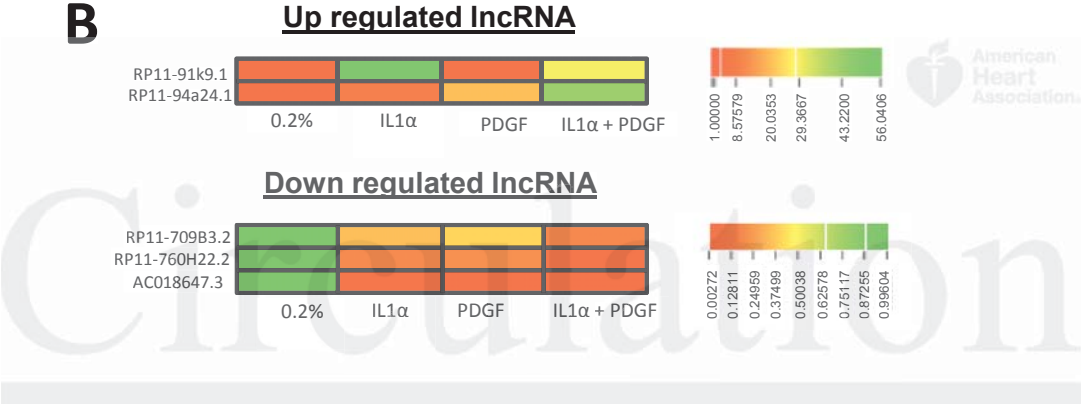 B
Up regulated lncRNA
RP11-91k9.1
RP11-94a24.1
0.2%
IL1α
PDGF
IL1α + PDGF
1.00000
8.57579
20.0353
29.3667
43.2200
56.0406
American
Heart
Association®
Down regulated lncRNA
RP11-709B3.2
RP11-760H22.2
AC018647.3
0.2%
IL1α
PDGF
IL1α + PDGF
0.00272
0.12811
0.24959
0.37499
0.50038
0.62578
0.75117
0.87255
0.99604
Circulation